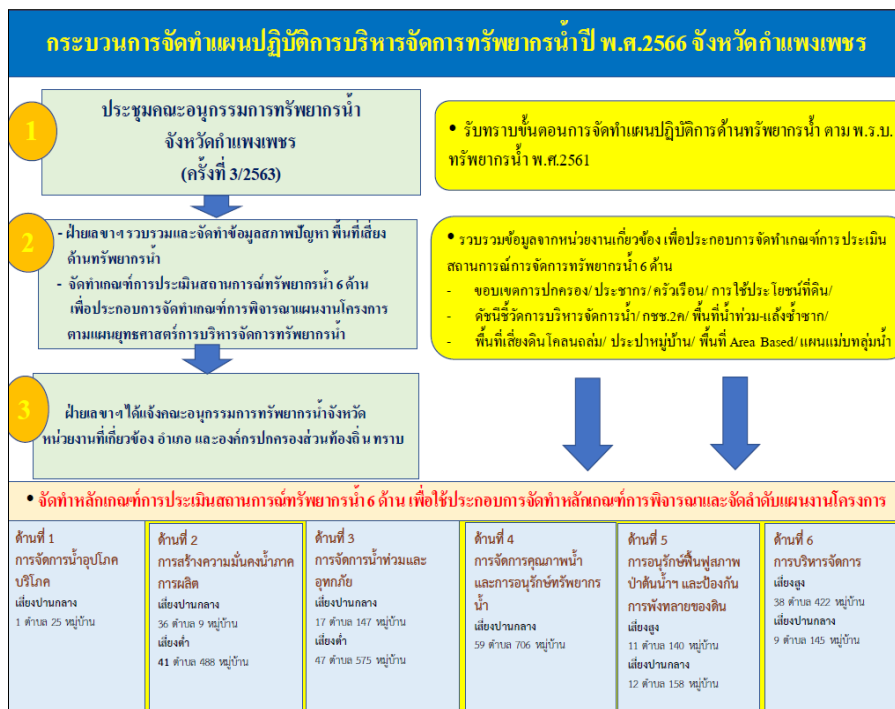 กระบวนการจัดทำแผนปฏิบัติการบริหารจัดการทรัพยากรน้ำ ปี พ.ศ.2566 จังหวัดกำแพงเพชร
1
ประชุมคณะอนุกรรมการทรัพยากรน้ำ
จังหวัดกำแพงเพชร
(ครั้งที่ 3/2563)
• รับทราบขั้นตอนการจัดทำแผนปฏิบัติการด้านทรัพยากรน้ำ ตาม พ.ร.บ.
ทรัพยากรน้ำ พ.ศ.2561
2
- ฝ่ายเลขาฯ รวบรวมและจัดทำข้อมูลสภาพปัญหา พื้นที่เสี่ยง
ด้านทรัพยากรน้ำ
- จัดทำเกณฑ์การประเมินสถานการณ์ทรัพยากรน้ำ 6 ด้าน
เพื่อประกอบการจัดทำเกณฑ์การพิจารณาแผนงานโครงการ
ตามแผนยุทธศาสตร์การบริหารจัดการทรัพยากรน้ำ
• รวบรวมข้อมูลจากหน่วยงานเกี่ยวข้อง เพื่อประกอบการจัดทำเกณฑ์การ ประเมิน
สถานการณ์การจัดการทรัพยากรน้ำ 6 ด้าน
- ขอบเขตการปกครอง/ ประชากร/ ครัวเรือน/ การใช้ประโยชน์ที่ดิน/
- ดัชนีชี้วัดการบริหารจัดการน้ำ/ กชช.2ค/ พื้นที่น้ำท่วม-แล้งซ้ำซาก/
- พื้นที่เสี่ยงดินโคลนถล่ม/ ประปาหมู่บ้าน/ พื้นที่ Area Based/ แผนแม่บทลุ่มน้ำ
3
ฝ่ายเลขาฯ ได้แจ้งคณะอนุกรรมการทรัพยากรน้ำจังหวัด
หน่วยงานที่เกี่ยวข้อง อำเภอ และองค์กรปกครองส่วนท้องถิ่น ทราบ
• จัดทำหลักเกณฑ์การประเมินสถานการณ์ทรัพยากรน้ำ 6 ด้าน เพื่อใช้ประกอบการจัดทำหลักเกณฑ์การพิจารณาและจัดลำดับแผนงานโครงการ
ด้านที่ 1
การจัดการน้ำอุปโภค
บริโภค
เสี่ยงปานกลาง
1 ตำบล 25 หมู่บ้าน
ด้านที่ 2
การสร้างความมั่นคงน้ำภาค
การผลิต
เสี่ยงปานกลาง
36 ตำบล 9 หมู่บ้าน
เสี่ยงต่ำ
41 ตำบล 488 หมู่บ้าน
ด้านที่ 3
การจัดการน้ำท่วมและ
อุทกภัย
เสี่ยงปานกลาง
17 ตำบล 147 หมู่บ้าน
เสี่ยงต่ำ
47 ตำบล 575 หมู่บ้าน
ด้านที่ 4
การจัดการคุณภาพน้ำ
และการอนุรักษ์ทรัพยากร
น้ำ
เสี่ยงปานกลาง
59 ตำบล 706 หมู่บ้าน
ด้านที่ 5
การอนุรักษ์ฟื้นฟูสภาพ
ป่าต้นน้ำฯ และป้องกัน
การพังทลายของดิน
เสี่ยงสูง
11 ตำบล 140 หมู่บ้าน
เสี่ยงปานกลาง
12 ตำบล 158 หมู่บ้าน
ด้านที่ 6
การบริหารจัดการ
เสี่ยงสูง
38 ตำบล 422 หมู่บ้าน
เสี่ยงปานกลาง
9 ตำบล 145 หมู่บ้าน